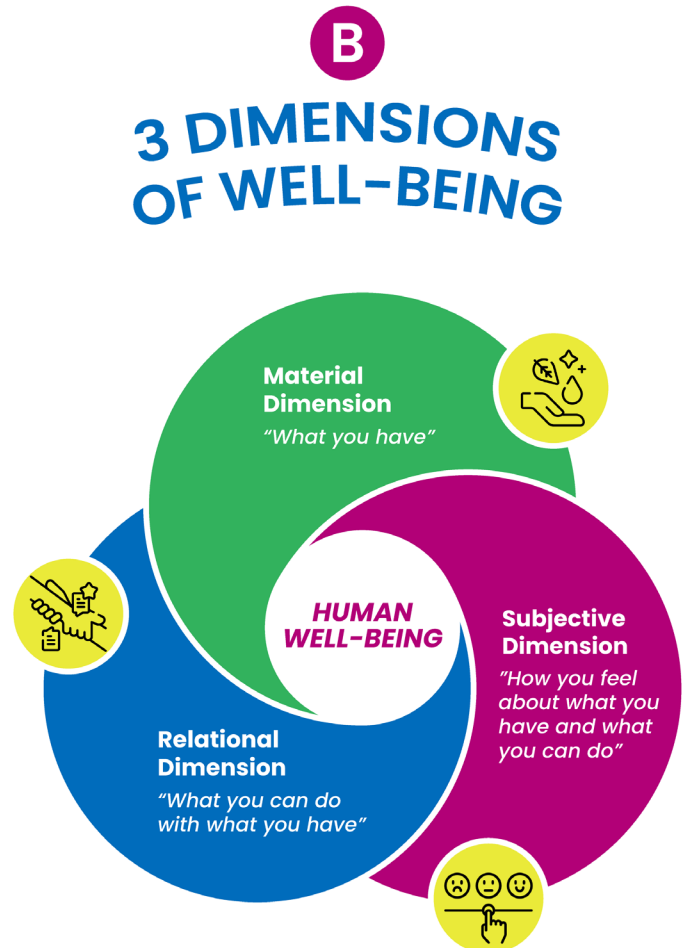 B
3 DIMENSIONS
OF WELL-BEING
Material
Dimension
“What you have”
HUMAN
WELL-BEING
Subjective
Dimension
”How you feel
about what you
have and what
you can do”
Relational
Dimension
“What you can do
with what you have”